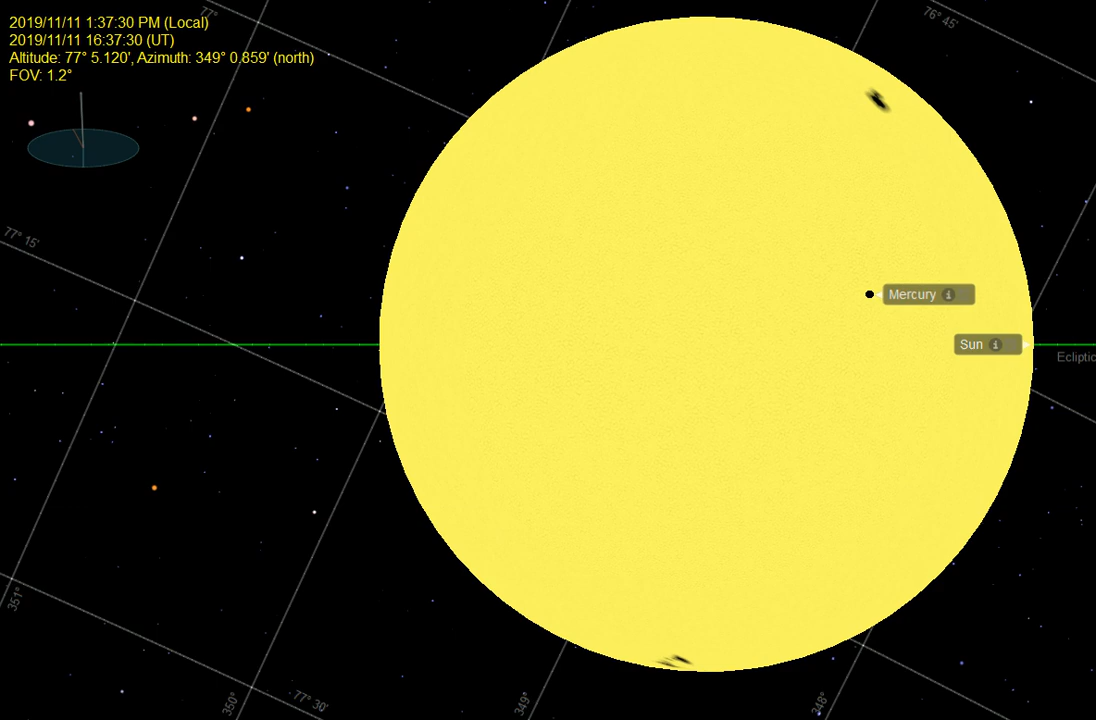 2019/11/11 1:37:30 PM (Local)
2019/11/11 16:37:30 (UT)
Altitude: 77° 5.120', Azimuth: 349° 0.859' (north)
FOV: 1.2°
77°
76° 45'
77° 15'
Mercury i
Sun i
Ecliptic
351°
350°
77° 30'
349°
348°